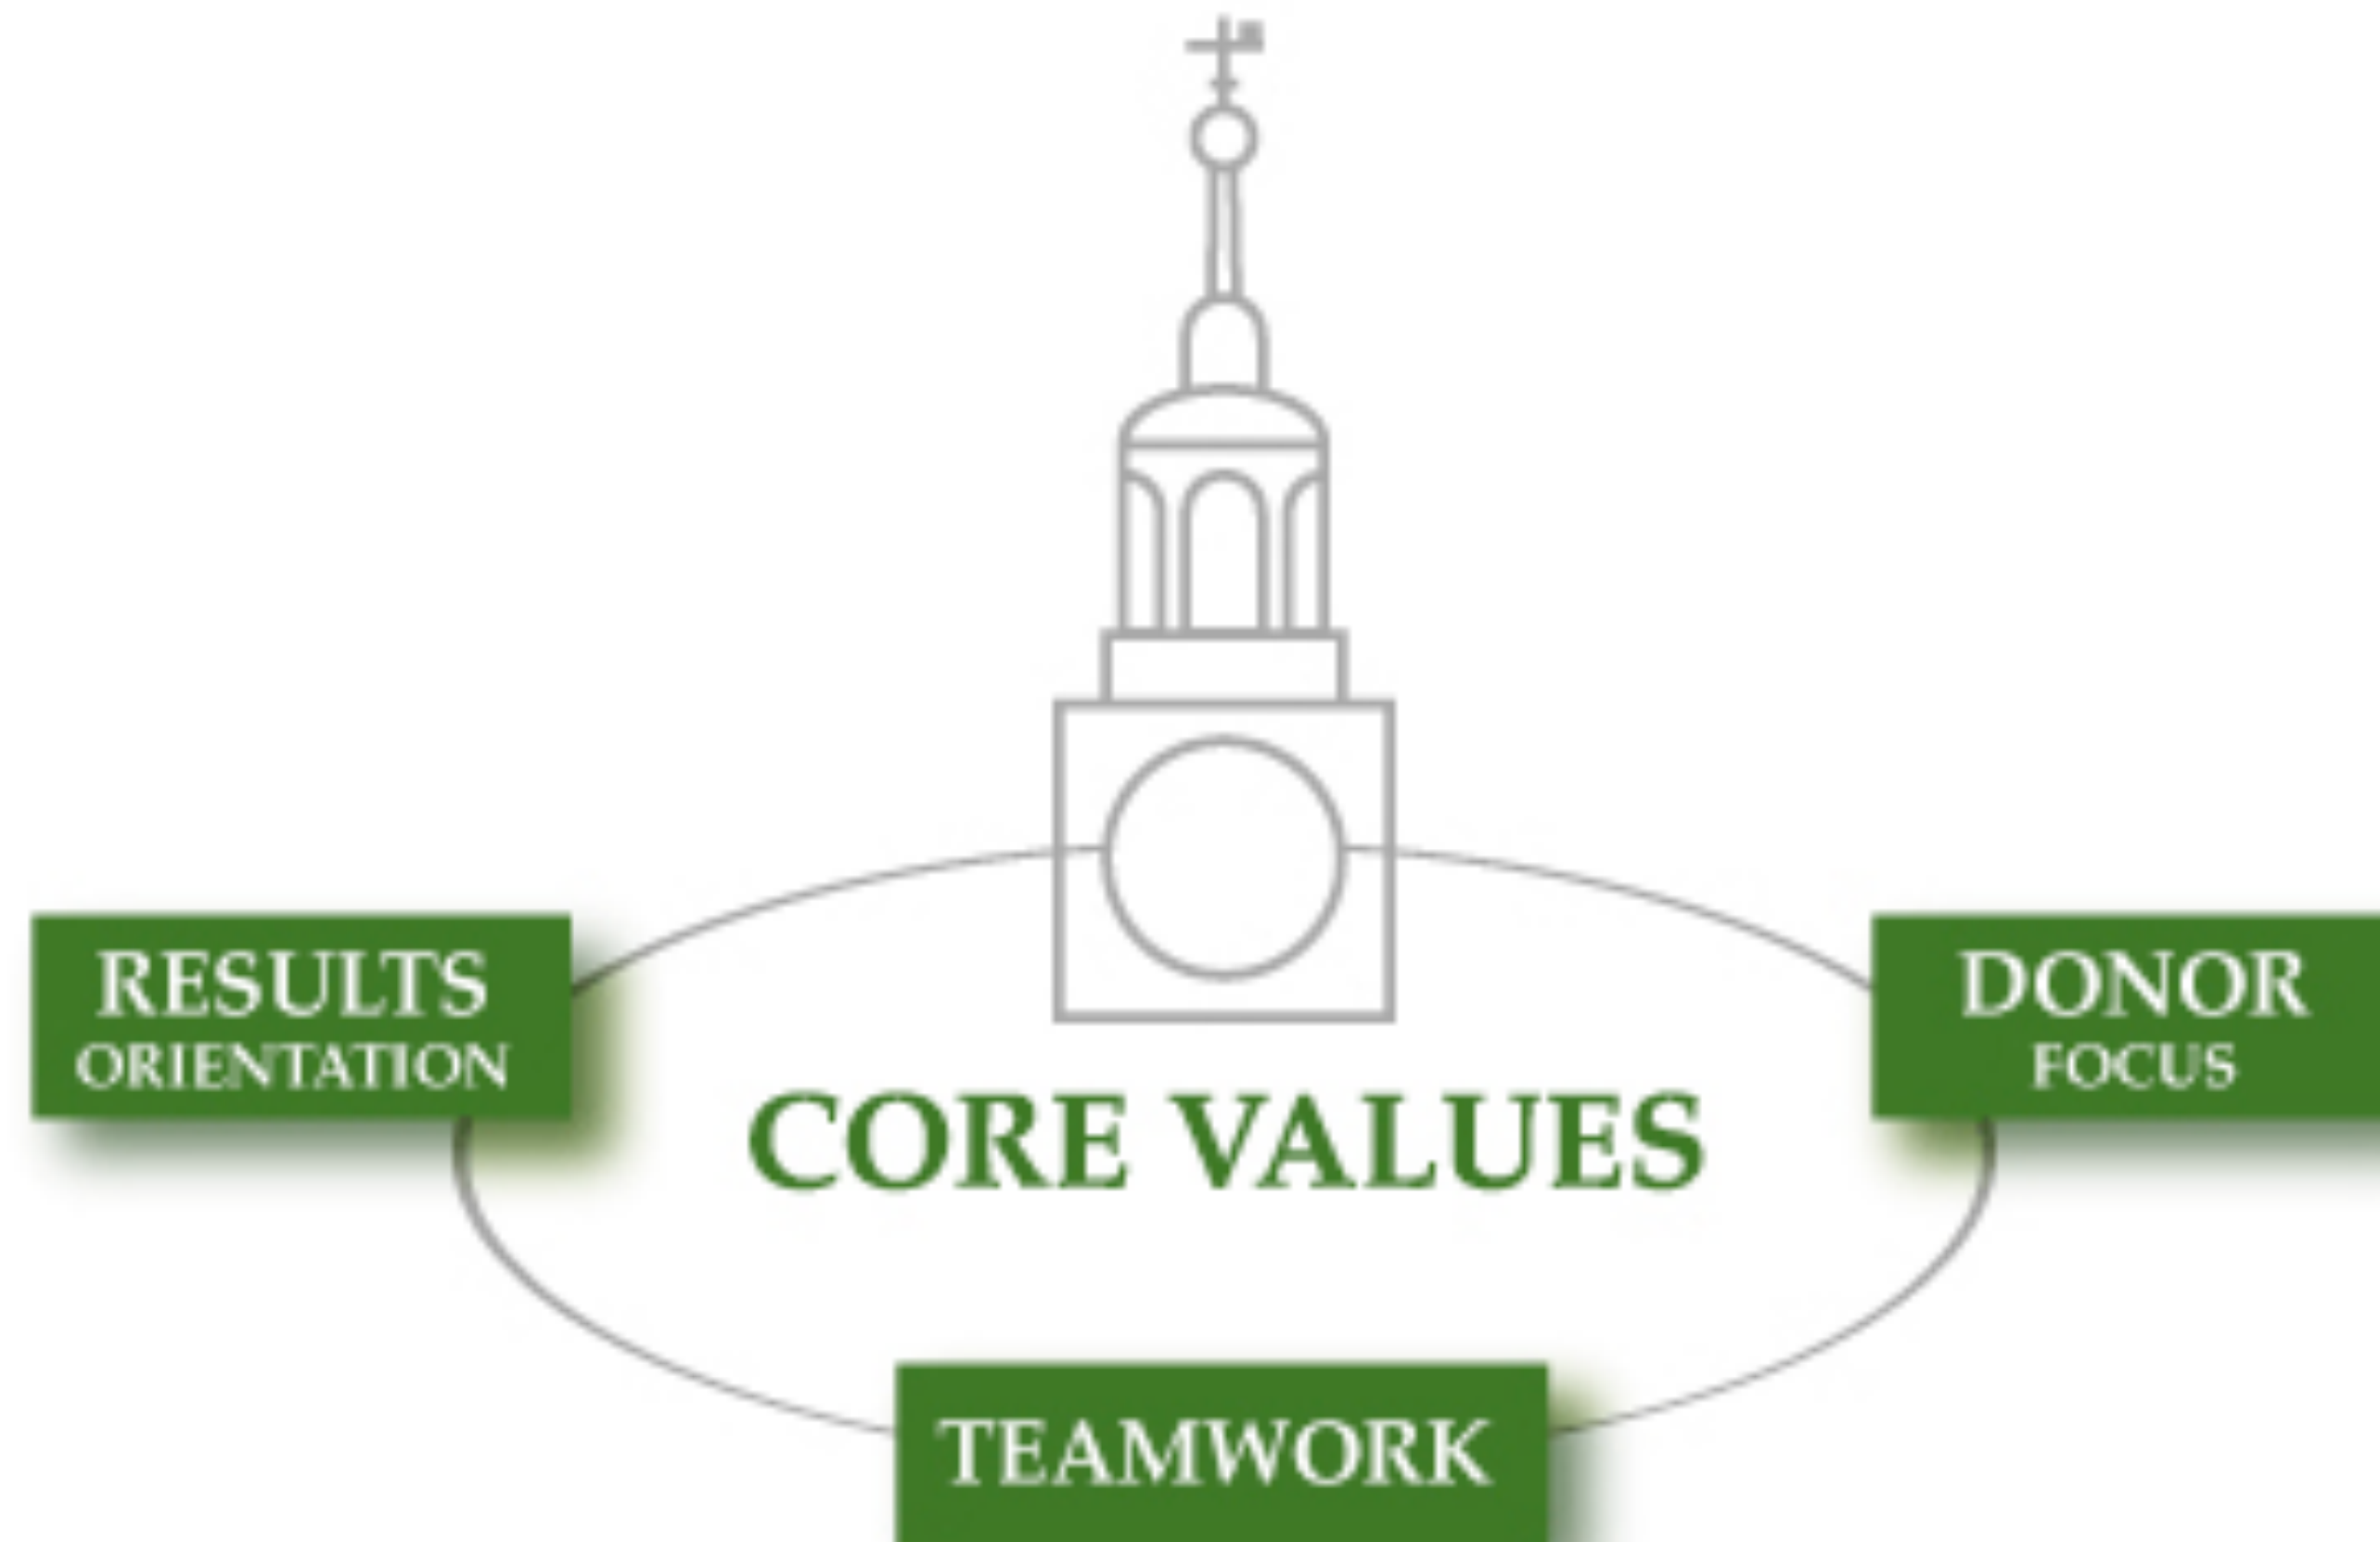 RESULTS
ORIENTATION
DONOR
FOCUS
CORE VALUES
TEAMWORK